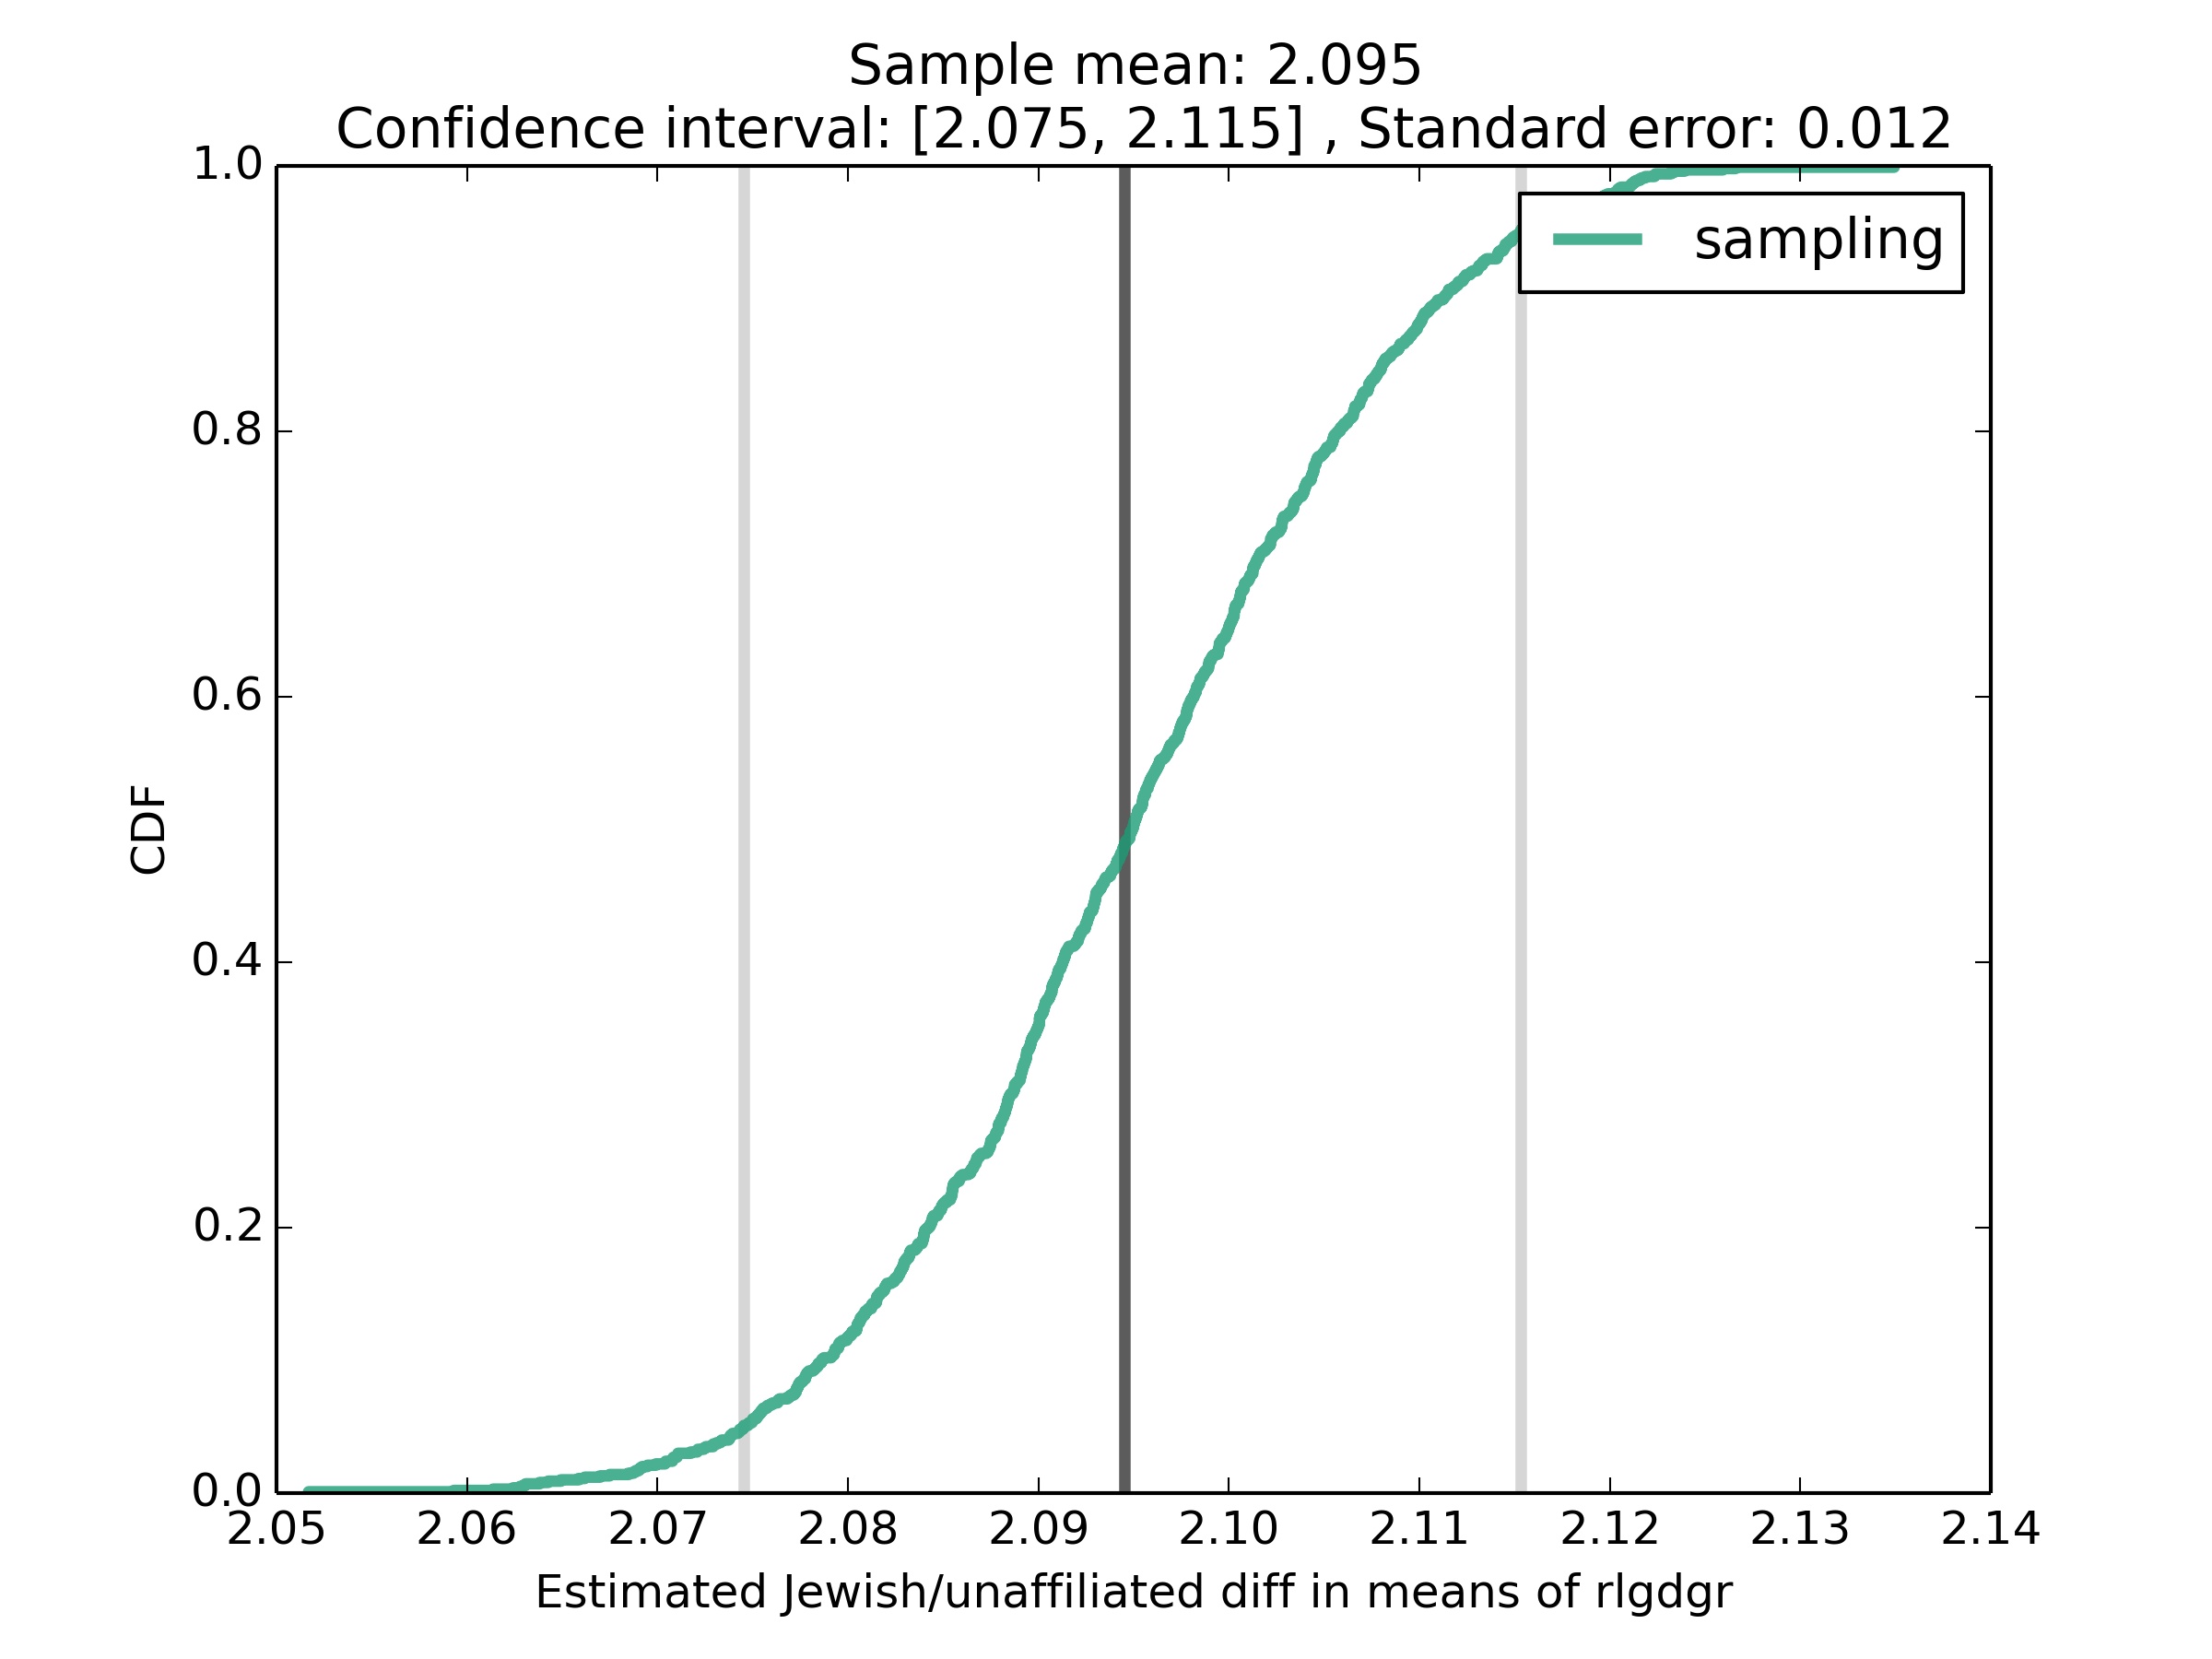 Sample mean: 2.095
Confidence interval: [2.075, 2.115] , Standard error: 0.012
1.0
0.8
0.6
0.4
0.2
0.0
CDF
sampling
2.05 2.06 2.07 2.08 2.09 2.10 2.11 2.12 2.13 2.14
Estimated Jewish/unaffiliated diff in means of rlgdgr